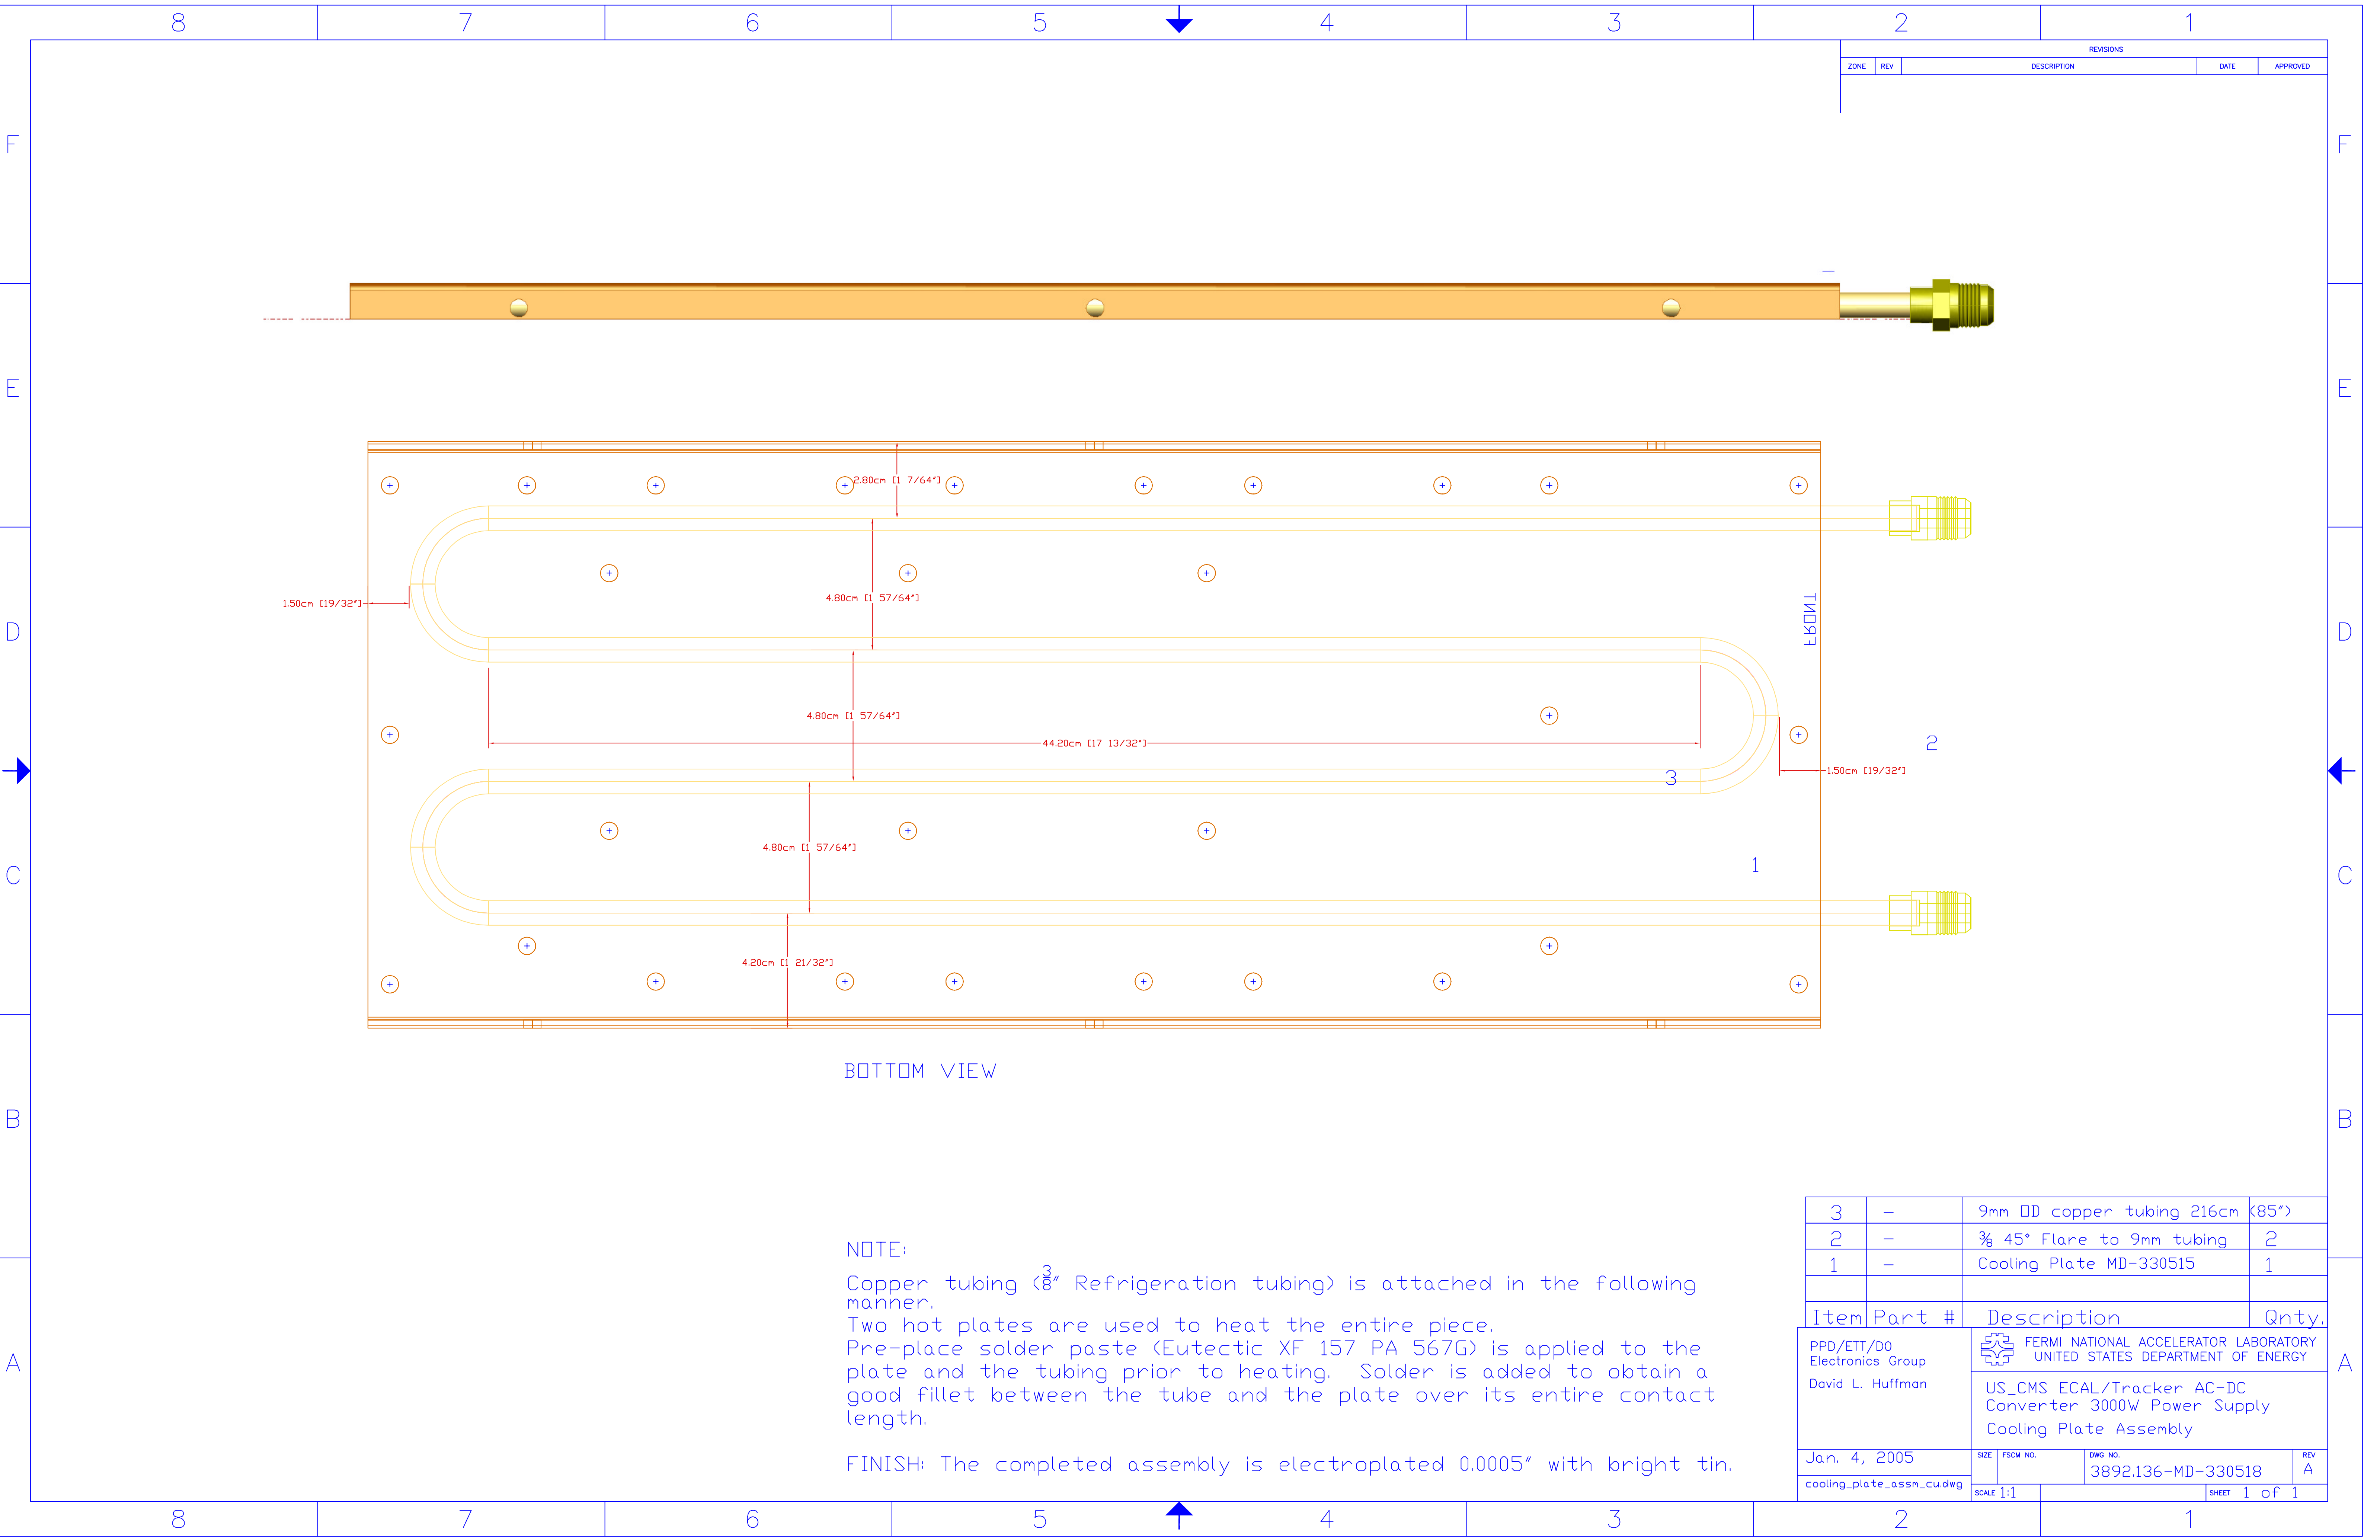 8 7 6 5 4 3 2 1
REVISIONS
ZONE REV DESCRIPTION DATE APPROVED
F F
E E
2.80cm [1 7/64"]
4.80cm [1 57/64"]
1.50cm [19/32"]
FRONT
D D
4.80cm [1 57/64"]
44.20cm [17 13/32"]
2
1.50cm [19/32"]
3
4.80cm [1 57/64"]
1
C C
4.20cm [1 21/32"]
BOTTOM VIEW
B B
3 - 9mm OD copper tubing 216cm (85")
2 - ⅜ 45° Flare to 9mm tubing 2
1 - Cooling Plate MD-330515 1
Item Part # Description Qnty.
NOTE:
Copper tubing (3/8" Refrigeration tubing) is attached in the following
manner.
Two hot plates are used to heat the entire piece.
Pre-place solder paste (Eutectic XF 157 PA 567G) is applied to the
plate and the tubing prior to heating. Solder is added to obtain a
good fillet between the tube and the plate over its entire contact
length.
FINISH: The completed assembly is electroplated 0.0005" with bright tin.
A A
PPD/ETT/D0
Electronics Group
David L. Huffman
FERMI NATIONAL ACCELERATOR LABORATORY
UNITED STATES DEPARTMENT OF ENERGY
US_CMS ECAL/Tracker AC-DC
Converter 3000W Power Supply
Cooling Plate Assembly
Jan. 4, 2005
SIZE FSCM NO. DWG NO. REV
3892.136-MD-330518 A
cooling_plate_assm_cu.dwg
SCALE 1:1 SHEET 1 of 1
8 7 6 5 4 3 2 1